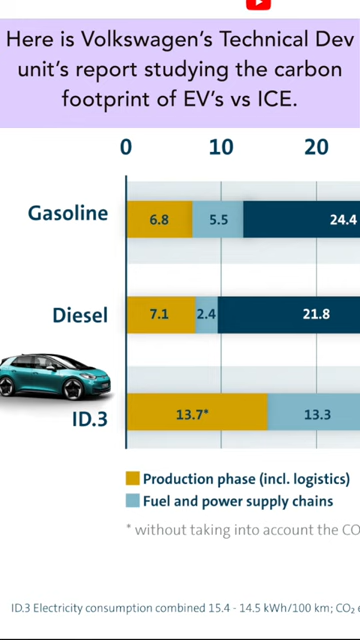 Here is Volkswagen's Technical Dev
unit's report studying the carbon
footprint of EV's vs ICE.
0 10 20
Gasoline 6.8 5.5 24.4
Diesel 7.1 2.4 21.8
ID.3 13.7* 13.3
Production phase (incl. logistics)
Fuel and power supply chains
* without taking into account the CO
ID.3 Electricity consumption combined 15.4 - 14.5 kWh/100 km; CO₂ e